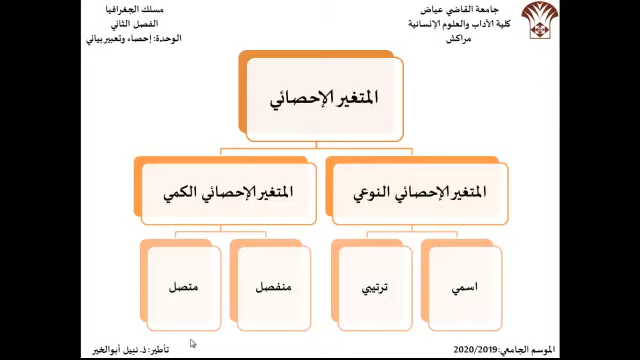 جامعة القاضي عياض
كلية الآداب والعلوم الإنسانية
مراكش
مسلك الجغرافيا
الفصل الثاني
الوحدة: إحصاء وتعبير بياني
المتغير الإحصائي
المتغير الإحصائي النوعي
المتغير الإحصائي الكمي
اسمي
ترتيبي
منفصل
متصل
الموسم الجامعي:2020/2019
تأطير: ذ. نبيل أبوالخير